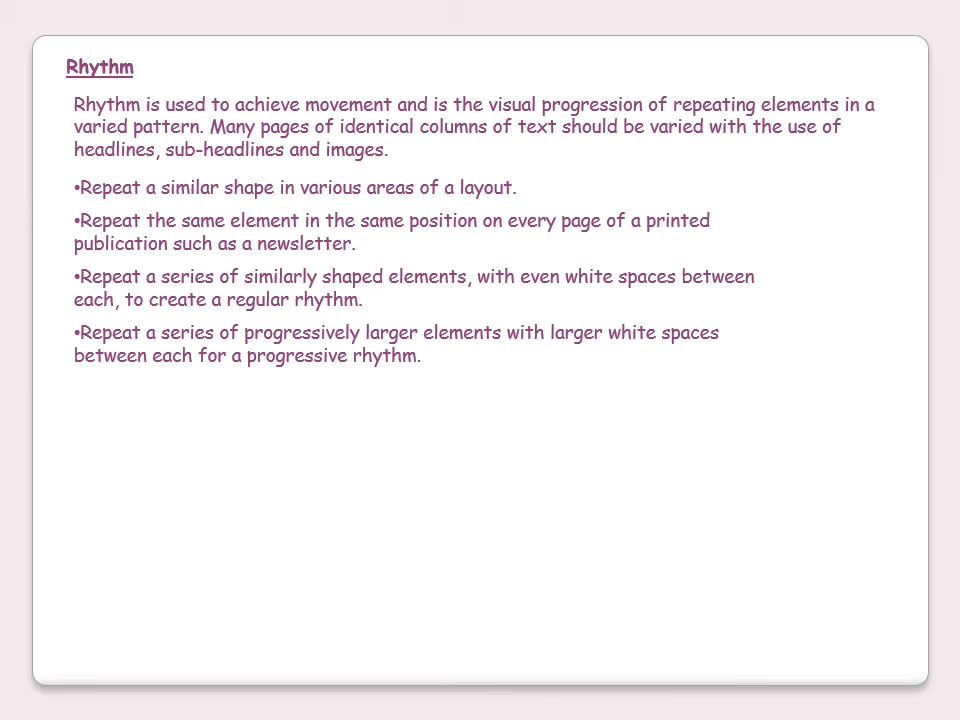 Rhythm
Rhythm is used to achieve movement and is the visual progression of repeating elements in a
varied pattern. Many pages of identical columns of text should be varied with the use of
headlines, sub-headlines and images.
•Repeat a similar shape in various areas of a layout.
•Repeat the same element in the same position on every page of a printed
publication such as a newsletter.
•Repeat a series of similarly shaped elements, with even white spaces between
each, to create a regular rhythm.
•Repeat a series of progressively larger elements with larger white spaces
between each for a progressive rhythm.